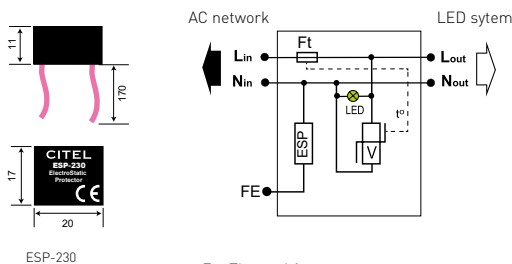 AC network
LED sytem
11
170
CITEL
ESP-230
ElectroStatic
Protector
CE
17
20
ESP-230
Ft
Lin
Lout
Nin
Nout
LED
tº
ESP
V
FE